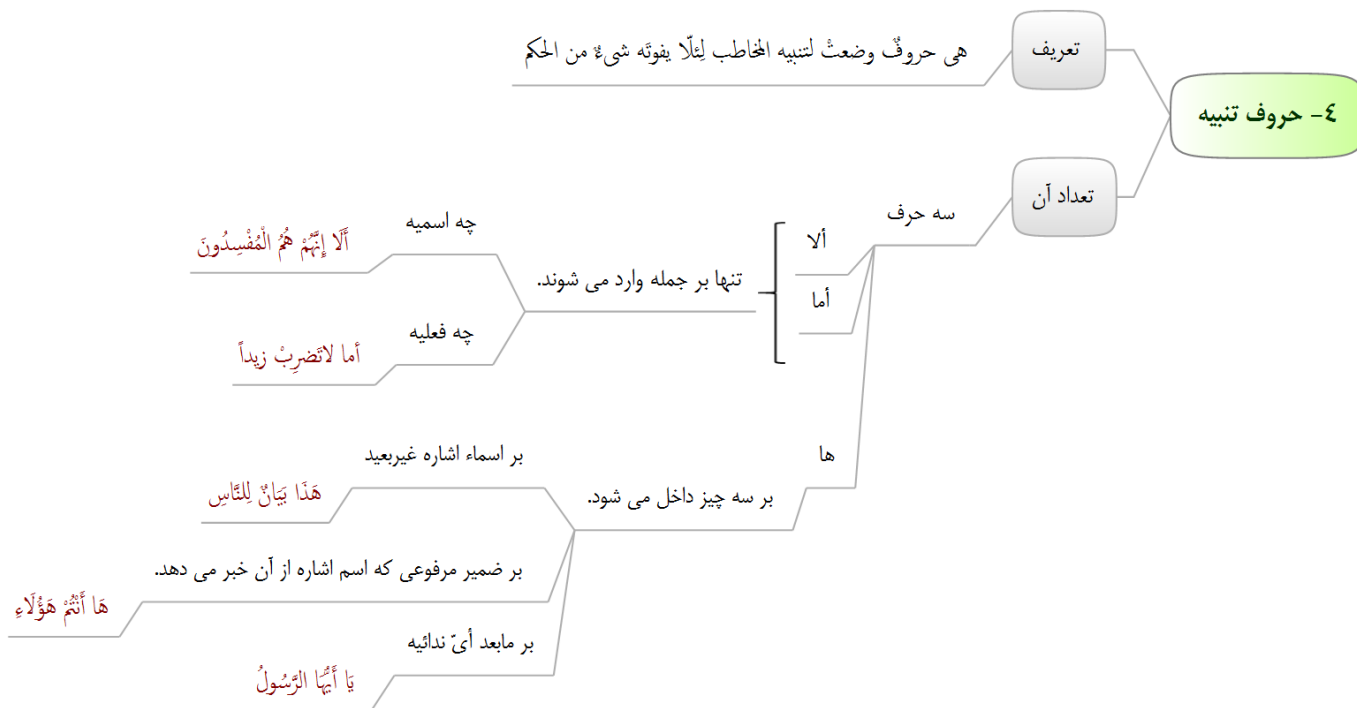 ٤- حروف تنبیه
تعریف
هی حروفٌ وضعتْ لتنبیه المخاطب لِئلّا یفوتَه شیءٌ من الحکم
تعداد آن
سه حرف
ألا
أما
تنها بر جمله وارد می شوند.
چه اسمیه
أَلَا إِنَّهُمْ هُمُ الْمُفْسِدُونَ
چه فعلیه
أما لاتَضرِبْ زیداً
ها
بر سه چیز داخل می شود.
بر اسماء اشاره غیربعید
هَذَا بَيَانٌ لِلنَّاسِ
بر ضمیر مرفوعی که اسم اشاره از آن خبر می دهد.
هَا أَنْتُمْ هَؤُلَاءِ
بر مابعد أیّ ندائیه
يَا أَيُّهَا الرَّسُولُ